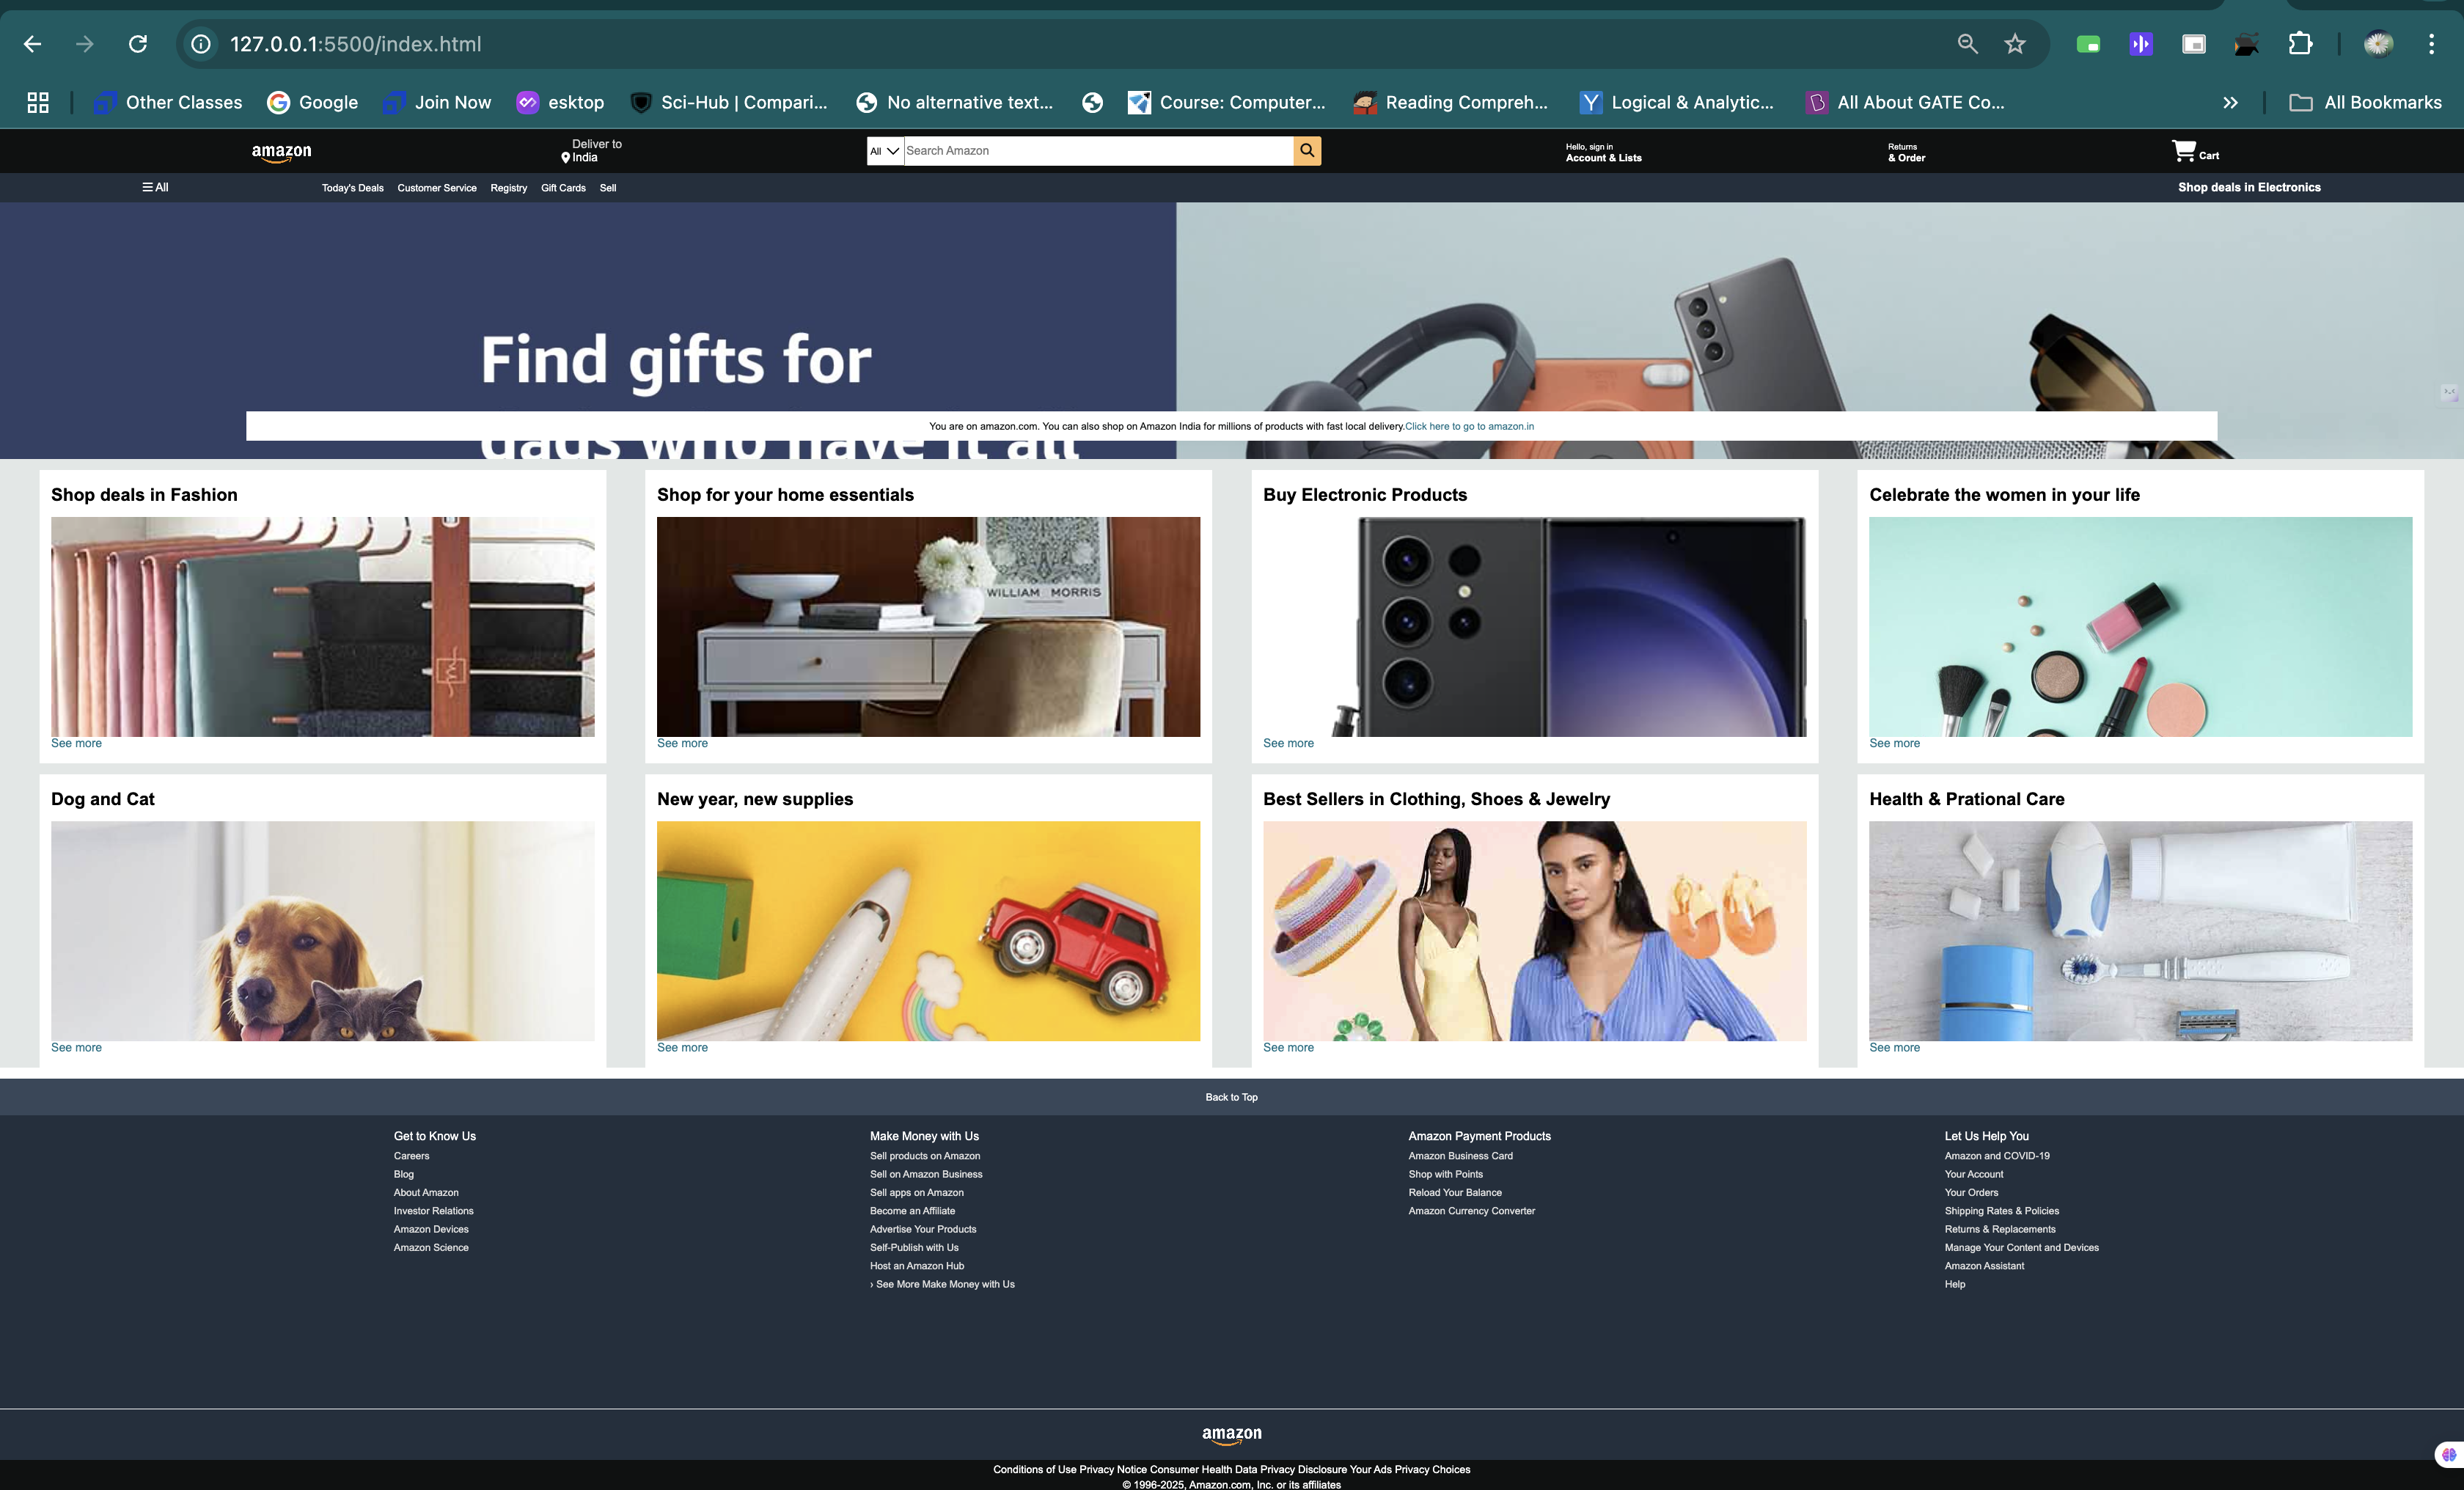 127.0.0.1:5500/index.html
Other Classes Google Join Now esktop Sci-Hub | Compari... No alternative text... Course: Computer... Reading Compreh... Logical & Analytic... All About GATE Co... All Bookmarks
amazon
Deliver to
India
All Search Amazon
Hello, sign in
Account & Lists
Returns
& Order
Cart
All Today's Deals Customer Service Registry Gift Cards Sell Shop deals in Electronics
Find gifts for
dads who have it all
You are on amazon.com. You can also shop on Amazon India for millions of products with fast local delivery.Click here to go to amazon.in
Shop deals in Fashion
See more
Shop for your home essentials
WILLIAM MORRIS
See more
Buy Electronic Products
See more
Celebrate the women in your life
See more
Dog and Cat
See more
New year, new supplies
See more
Best Sellers in Clothing, Shoes & Jewelry
See more
Health & Prational Care
See more
Back to Top
Get to Know Us
Careers
Blog
About Amazon
Investor Relations
Amazon Devices
Amazon Science
Make Money with Us
Sell products on Amazon
Sell on Amazon Business
Sell apps on Amazon
Become an Affiliate
Advertise Your Products
Self-Publish with Us
Host an Amazon Hub
› See More Make Money with Us
Amazon Payment Products
Amazon Business Card
Shop with Points
Reload Your Balance
Amazon Currency Converter
Let Us Help You
Amazon and COVID-19
Your Account
Your Orders
Shipping Rates & Policies
Returns & Replacements
Manage Your Content and Devices
Amazon Assistant
Help
amazon
Conditions of Use Privacy Notice Consumer Health Data Privacy Disclosure Your Ads Privacy Choices
© 1996-2025, Amazon.com, Inc. or its affiliates